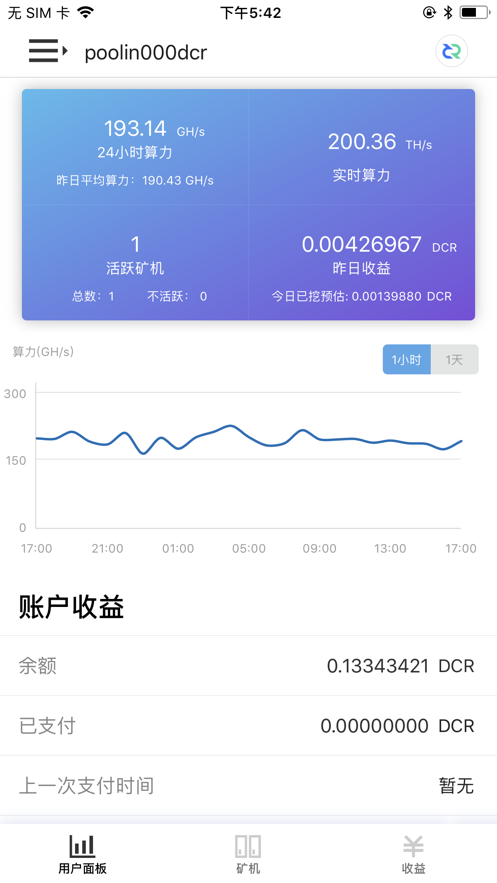 无 SIM 卡 下午5:42
poolin000dcr
193.14 GH/s
24小时算力
昨日平均算力: 190.43 GH/s
200.36 TH/s
实时算力
1
活跃矿机
总数: 1 不活跃: 0
0.00426967 DCR
昨日收益
今日已挖预估: 0.00139880 DCR
算力(GH/s)
1小时 1天
300
150
0
17:00 21:00 01:00 05:00 09:00 13:00 17:00
账户收益
余额 0.13343421 DCR
已支付 0.00000000 DCR
上一次支付时间 暂无
用户面板 矿机 收益